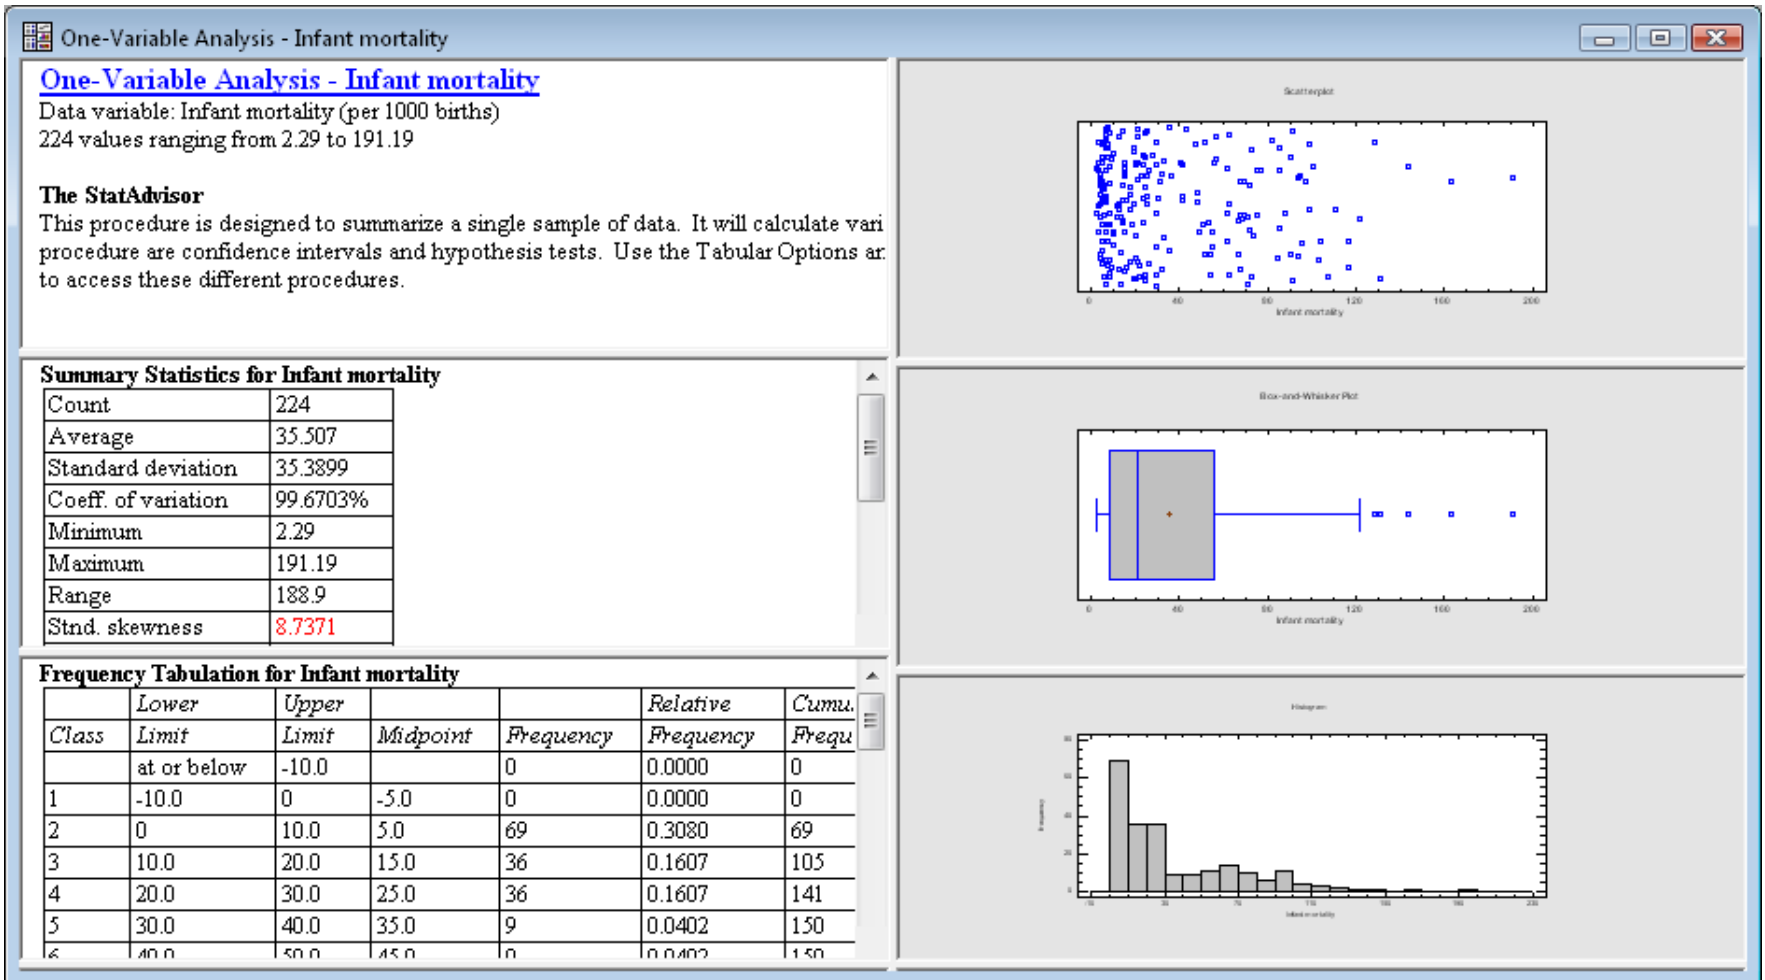 One-Variable Analysis - Infant mortality
One-Variable Analysis - Infant mortality
Data variable: Infant mortality (per 1000 births)
224 values ranging from 2.29 to 191.19
The StatAdvisor
This procedure is designed to summarize a single sample of data. It will calculate vari
procedure are confidence intervals and hypothesis tests. Use the Tabular Options an
to access these different procedures.
Summary Statistics for Infant mortality
Count 224
Average 35.507
Standard deviation 35.3899
Coeff. of variation 99.6703%
Minimum 2.29
Maximum 191.19
Range 188.9
Stnd. skewness 8.7371
Frequency Tabulation for Infant mortality
Lower Upper Relative Cumu.
Class Limit Limit Midpoint Frequency Frequency Frequ
at or below -10.0 0 0.0000 0
1 -10.0 0 -5.0 0 0.0000 0
2 0 10.0 5.0 69 0.3080 69
3 10.0 20.0 15.0 36 0.1607 105
4 20.0 30.0 25.0 36 0.1607 141
5 30.0 40.0 35.0 9 0.0402 150
Scatterplot
0 40 80 120 160 200
Infant mortality
Box-and-Whisker Plot
0 40 80 120 160 200
Infant mortality
Histogram
Frequency
80
60
40
20
0
Infant mortality